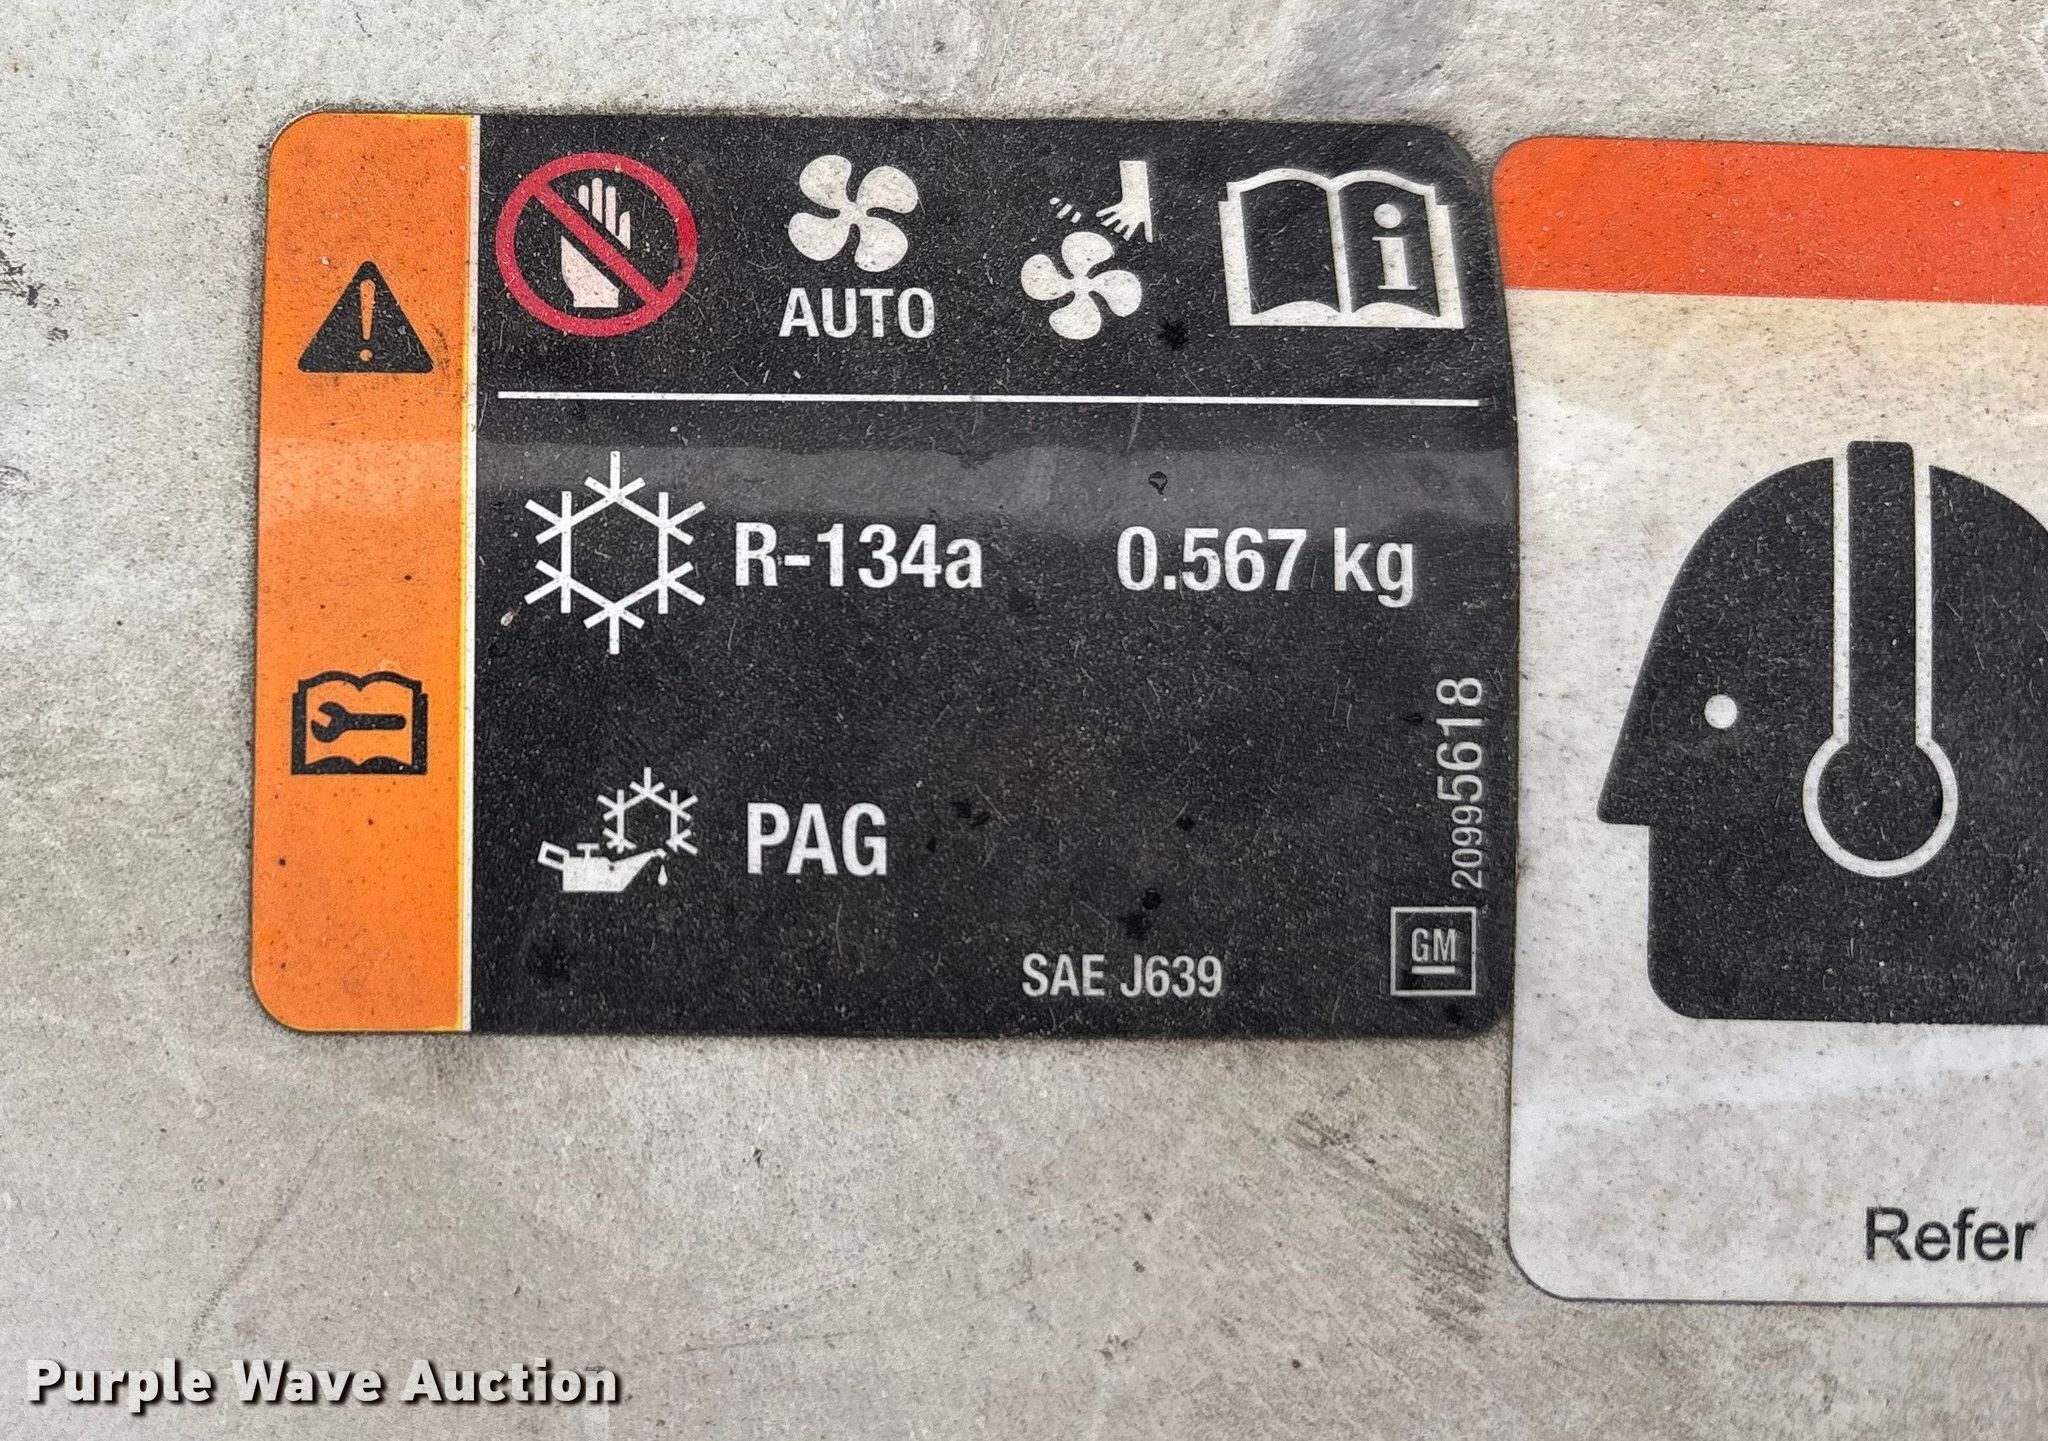 AUTO
R-134a 0.567 kg
PAG
20995618
SAE J639
GM
Refer
Purple Wave Auction